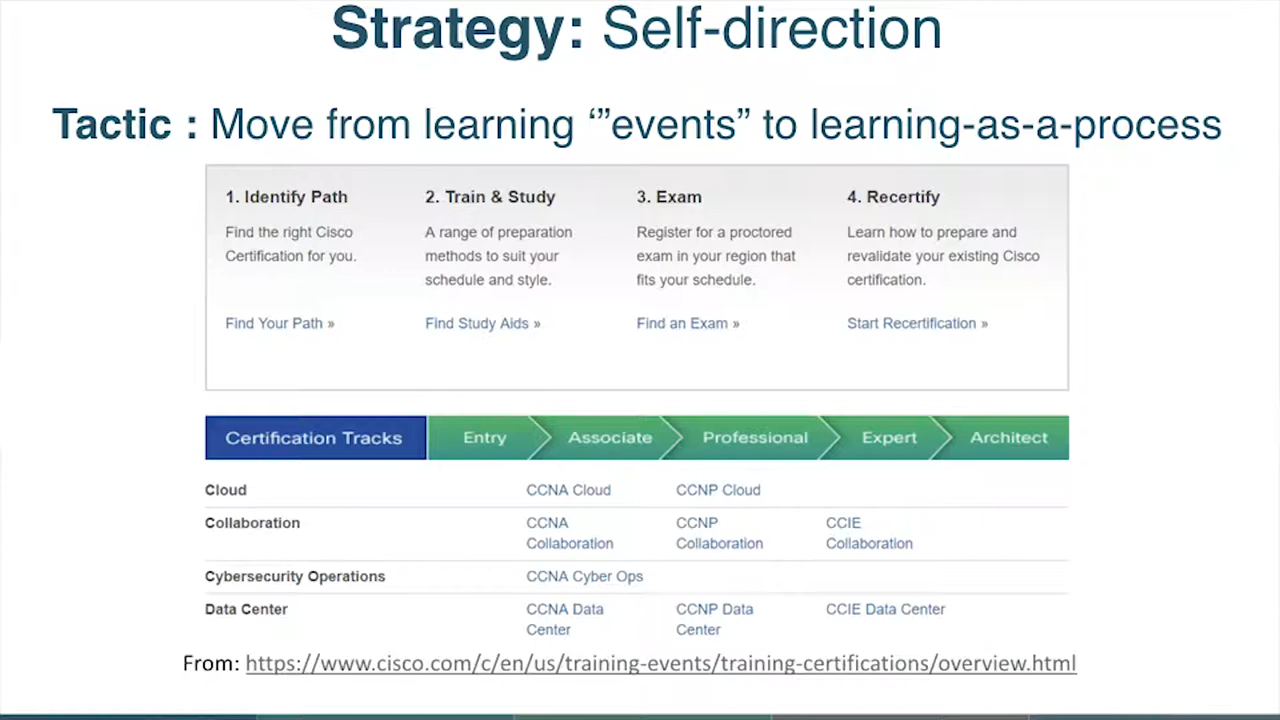 Strategy: Self-direction
Tactic : Move from learning ‘”events” to learning-as-a-process
1. Identify Path
Find the right Cisco
Certification for you.
Find Your Path »
2. Train & Study
A range of preparation
methods to suit your
schedule and style.
Find Study Aids »
3. Exam
Register for a proctored
exam in your region that
fits your schedule.
Find an Exam »
4. Recertify
Learn how to prepare and
revalidate your existing Cisco
certification.
Start Recertification »
Certification Tracks Entry Associate Professional Expert Architect
Cloud CCNA Cloud CCNP Cloud
Collaboration CCNA CCNP CCIE
Collaboration Collaboration Collaboration
Cybersecurity Operations CCNA Cyber Ops
Data Center CCNA Data CCNP Data CCIE Data Center
Center Center
From: https://www.cisco.com/c/en/us/training-events/training-certifications/overview.html